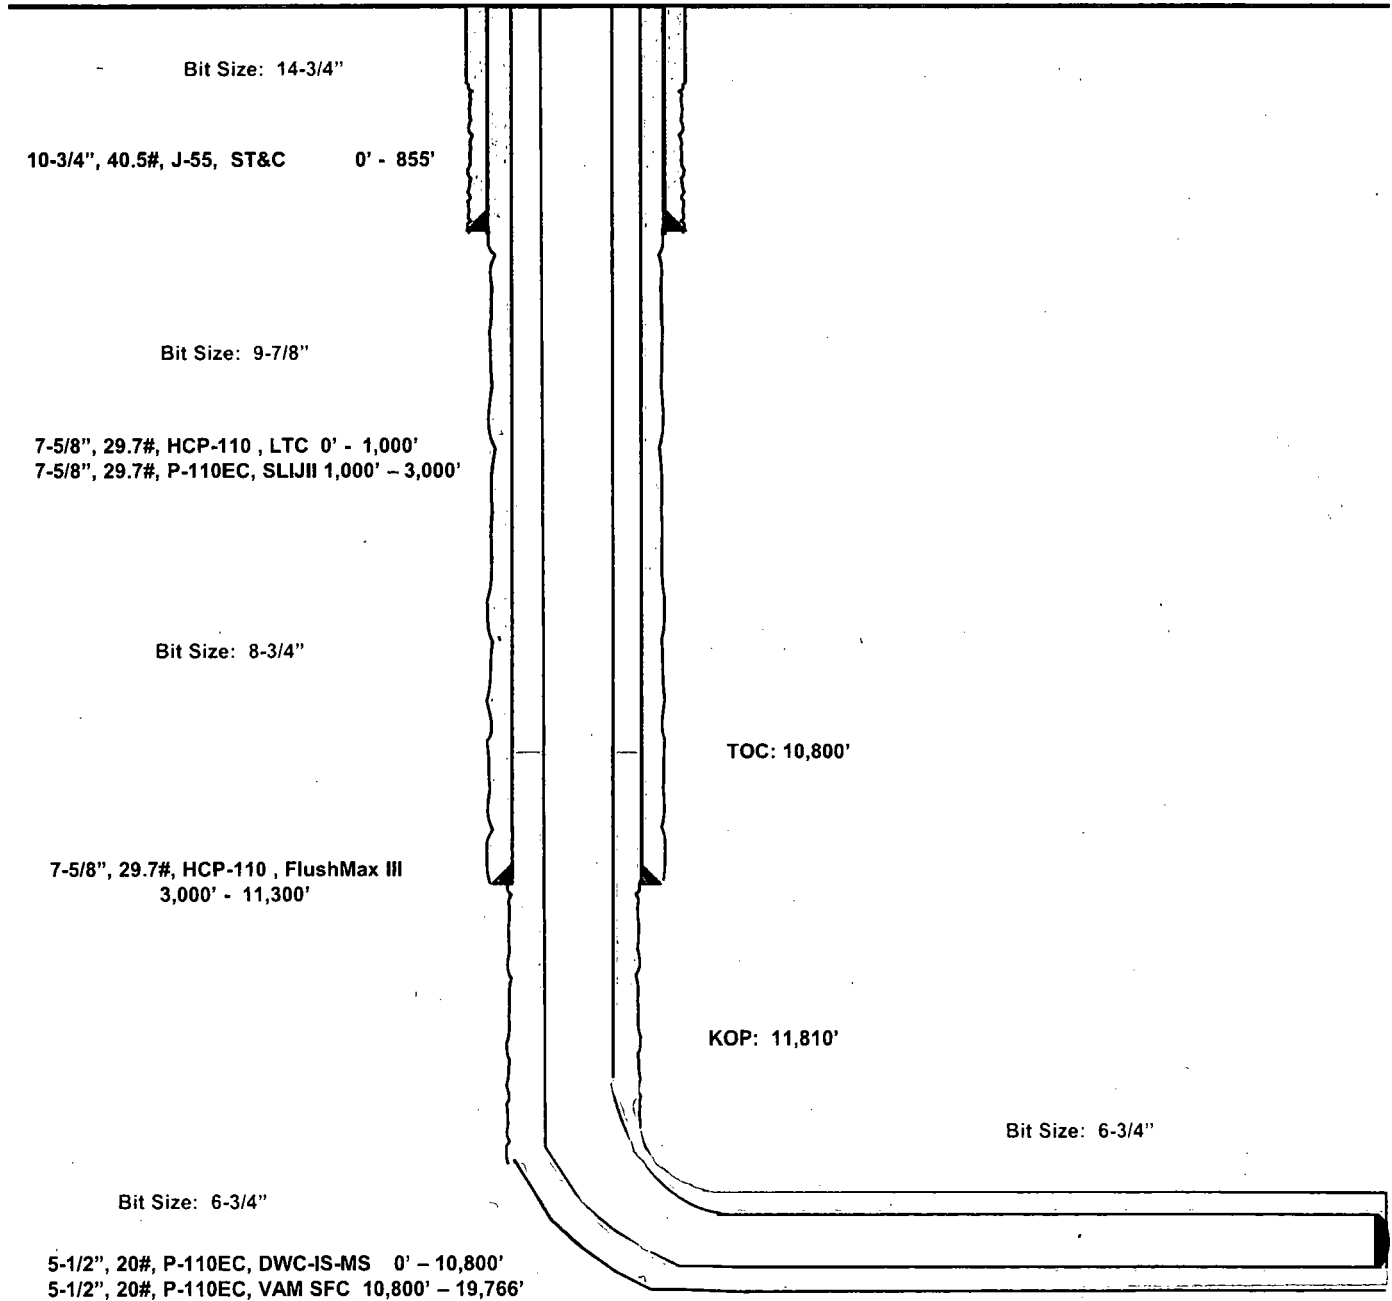 Bit Size: 14-3/4”
10-3/4”, 40.5#, J-55, ST&C 0’ - 855’
Bit Size: 9-7/8”
7-5/8”, 29.7#, HCP-110 , LTC 0’ - 1,000’
7-5/8”, 29.7#, P-110EC, SLIJII 1,000’ – 3,000’
Bit Size: 8-3/4”
TOC: 10,800’
7-5/8”, 29.7#, HCP-110 , FlushMax III
3,000’ - 11,300’
KOP: 11,810’
Bit Size: 6-3/4”
Bit Size: 6-3/4”
5-1/2”, 20#, P-110EC, DWC-IS-MS 0’ – 10,800’
5-1/2”, 20#, P-110EC, VAM SFC 10,800’ – 19,766’